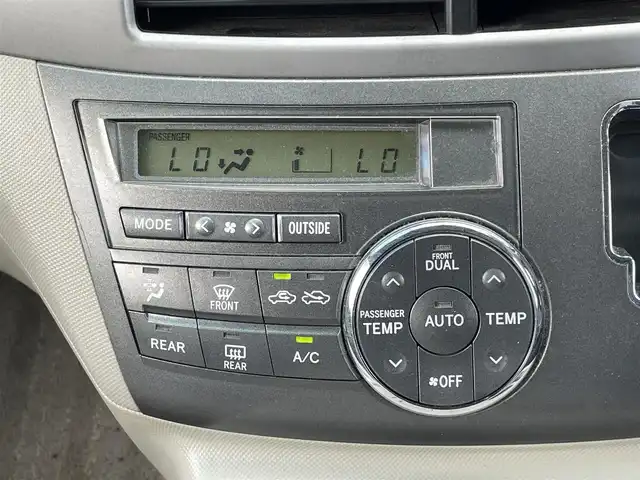 PASSENGER
LO LO
MODE OUTSIDE
FRONT DUAL
FRONT
PASSENGER TEMP AUTO TEMP
REAR REAR A/C
OFF